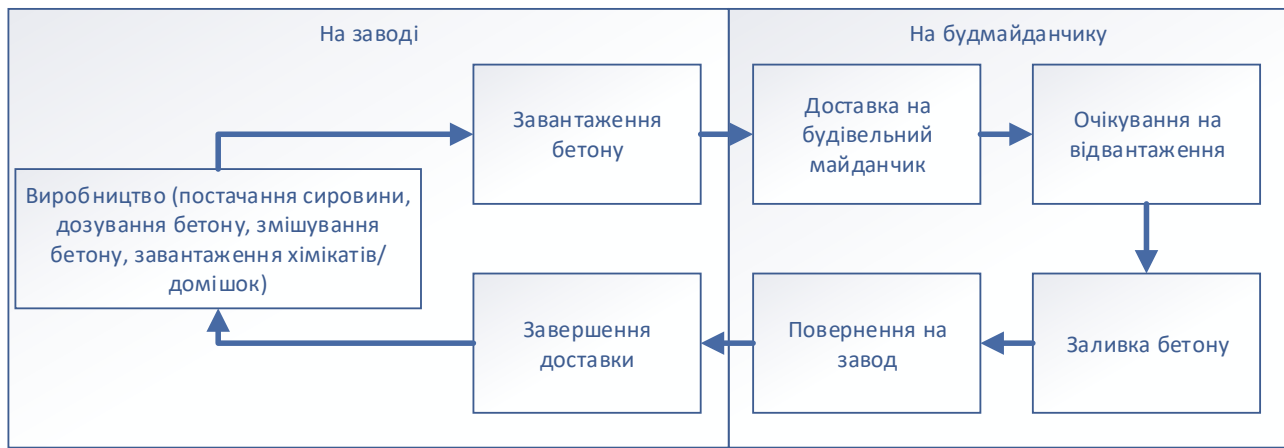 На заводі
На будмайданчику
Завантаження
бетону
Доставка на
будівельний
майданчик
Очікування на
відвантаження
Виробництво (постачання сировини,
дозування бетону, змішування
бетону, завантаження хімікатів/
домішок)
Завершення
доставки
Повернення на
завод
Заливка бетону